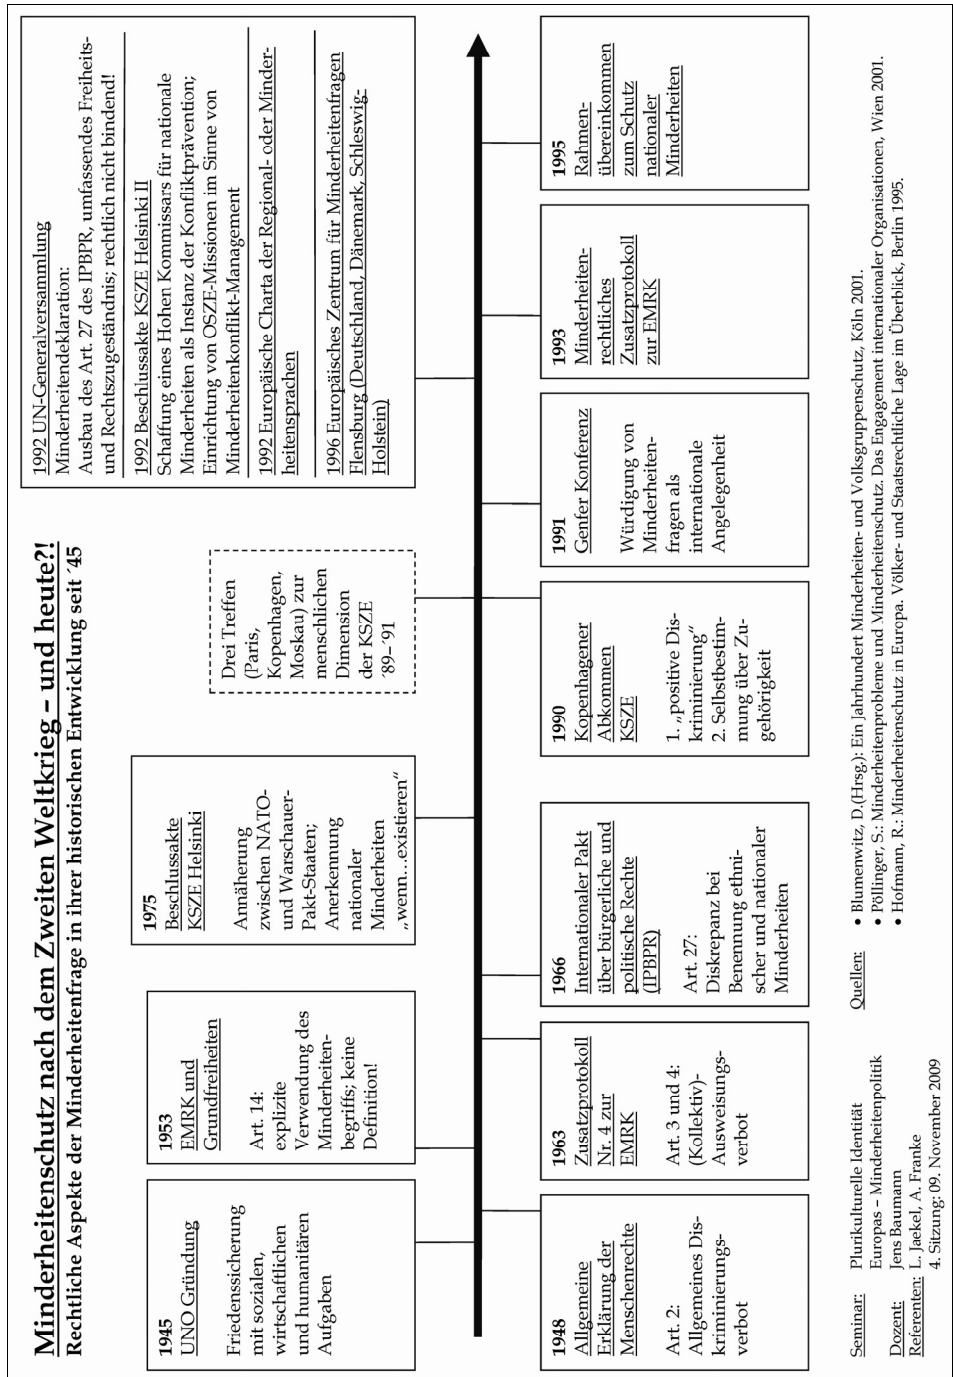 Minderheitenschutz nach dem Zweiten Weltkrieg – und heute?!
Rechtliche Aspekte der Minderheitenfrage in ihrer historischen Entwicklung seit ´45
1945
UNO Gründung
Friedenssicherung
mit sozialen,
wirtschaftlichen
und humanitären
Aufgaben
1953
EMRK und
Grundfreiheiten
Art. 14:
explizite
Verwendung des
Minderheiten-
begriffs; keine
Definition!
1975
Beschlussakte
KSZE Helsinki
Annäherung
zwischen NATO-
und Warschauer-
Pakt-Staaten;
Anerkennung
nationaler
Minderheiten
„wenn...existieren“
Drei Treffen
(Paris,
Kopenhagen,
Moskau) zur
menschlichen
Dimension
der KSZE
´89–´91
1992 UN-Generalversammlung
Minderheitendeklaration:
Ausbau des Art. 27 des IPBPR, umfassendes Freiheits-
und Rechtszugeständnis; rechtlich nicht bindend!
1992 Beschlussakte KSZE Helsinki II
Schaffung eines Hohen Kommissars für nationale
Minderheiten als Instanz der Konfliktprävention;
Einrichtung von OSZE-Missionen im Sinne von
Minderheitenkonflikt-Management
1992 Europäische Charta der Regional- oder Minder-
heitensprachen
1996 Europäisches Zentrum für Minderheitenfragen
Flensburg (Deutschland, Dänemark, Schleswig-
Holstein)
1948
Allgemeine
Erklärung der
Menschenrechte
Art. 2:
Allgemeines Dis-
kriminierungs-
verbot
1963
Zusatzprotokoll
Nr. 4 zur
EMRK
Art. 3 und 4:
(Kollektiv)-
Ausweisungs-
verbot
1966
Internationaler Pakt
über bürgerliche und
politische Rechte
(IPBPR)
Art. 27:
Diskrepanz bei
Benennung ethni-
scher und nationaler
Minderheiten
1990
Kopenhagener
Abkommen
KSZE
1. „positive Dis-
kriminierung“
2. Selbstbestim-
mung über Zu-
gehörigkeit
1991
Genfer Konferenz
Würdigung von
Minderheiten-
fragen als
internationale
Angelegenheit
1993
Minderheiten-
rechtliches
Zusatzprotokoll
zur EMRK
1995
Rahmen-
übereinkommen
zum Schutz
nationaler
Minderheiten
Seminar: Plurikulturelle Identität
Europas – Minderheitenpolitik
Dozent: Jens Baumann
Referenten: L. Jaekel, A. Franke
4. Sitzung: 09. November 2009
Quellen: • Blumenwitz, D.(Hrsg.): Ein Jahrhundert Minderheiten- und Volksgruppenschutz, Köln 2001.
• Pöllinger, S.: Minderheitenprobleme und Minderheitenschutz. Das Engagement internationaler Organisationen, Wien 2001.
• Hofmann, R.: Minderheitenschutz in Europa. Völker- und Staatsrechtliche Lage im Überblick, Berlin 1995.